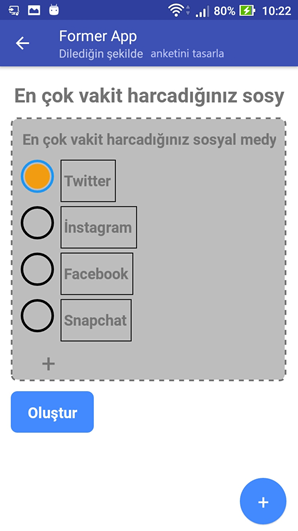 80% 10:22
Former App
Dilediğin şekilde anketini tasarla
En çok vakit harcadığınız sosy
En çok vakit harcadığınız sosyal medy
Twitter
İnstagram
Facebook
Snapchat
+
Oluştur
+